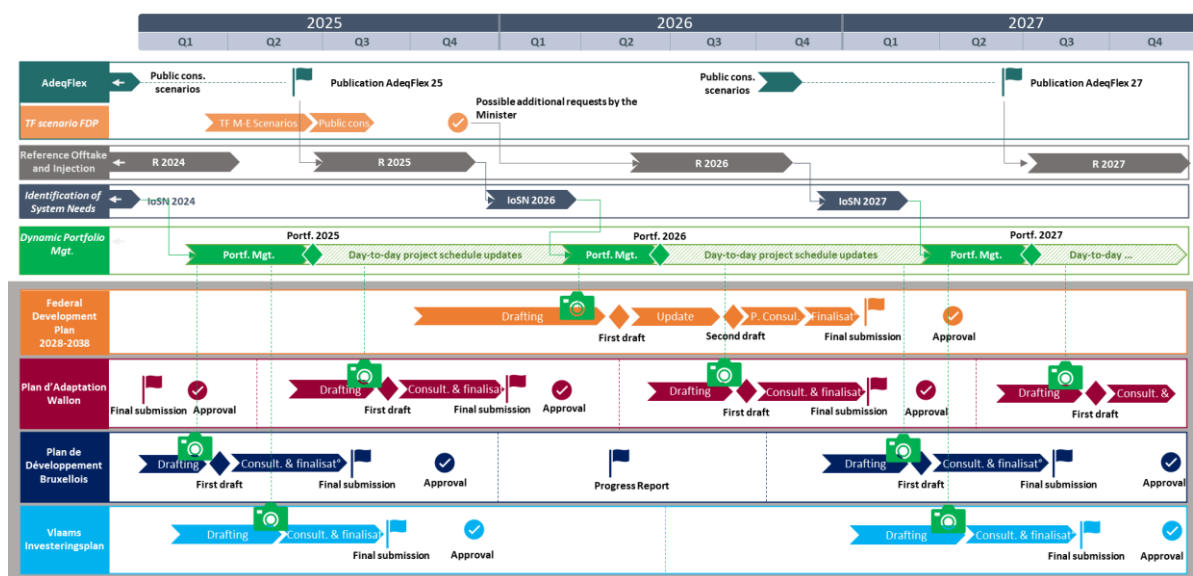 2025 2026 2027
Q1 Q2 Q3 Q4 Q1 Q2 Q3 Q4 Q1 Q2 Q3 Q4
AdeqFlex
Public cons.
scenarios
Publication AdeqFlex 25
Public cons.
scenarios
Publication AdeqFlex 27
TF scenario FDP
TF M-E Scenarios
Public cons.
Possible additional requests by the
Minister
Reference Offtake
and Injection
R 2024 R 2025 R 2026 R 2027
Identification of
System Needs
IoSN 2024 IoSN 2026 IoSN 2027
Dynamic Portfolio
Mgt.
Portf. 2025 Portf. 2026 Portf. 2027
Portf. Mgt. Day-to-day project schedule updates Portf. Mgt. Day-to-day project schedule updates Portf. Mgt. Day-to-day ...
Federal
Development
Plan
2028-2038
Drafting Update P. Consul. Finalisat
First draft Second draft Final submission Approval
Plan d'Adaptation
Wallon
Drafting Consult. & finalisat Drafting Consult. & finalisat Drafting Consult. &
Final submission Approval First draft Final submission Approval First draft Final submission Approval First draft
Plan de
Développement
Bruxellois
Drafting Consult. & finalisat° Drafting Consult. & finalisat°
First draft Final submission Approval Progress Report First draft Final submission Approval
Vlaams
Investeringsplan
Drafting Consult. & finalisat Drafting Consult. & finalisat
Final submission Approval Final submission Approval